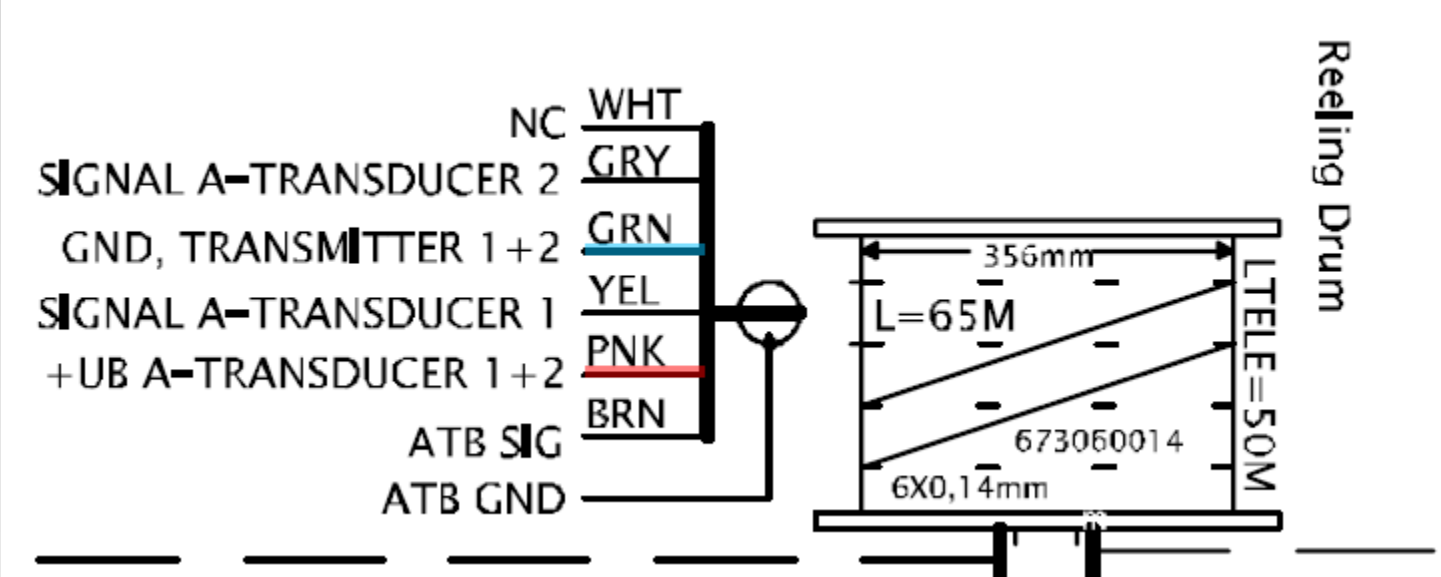 NC WHT
SIGNAL A-TRANSDUCER 2 GRY
GND, TRANSMITTER 1+2 GRN
SIGNAL A-TRANSDUCER 1 YEL
+UB A-TRANSDUCER 1+2 PNK
ATB SIG BRN
ATB GND
356mm
L=65M
673060014
6X0,14mm
LTELE=50M
Reeling Drum